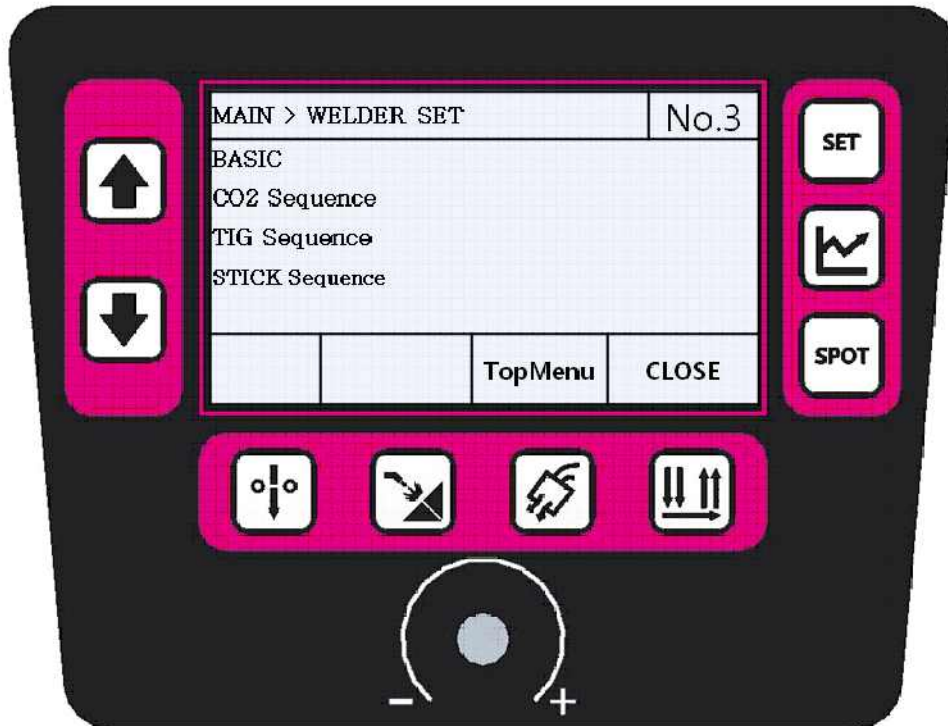 MAIN > WELDER SET
No.3
BASIC
CO2 Sequence
TIG Sequence
STICK Sequence
TopMenu
CLOSE
SET
SPOT
- +